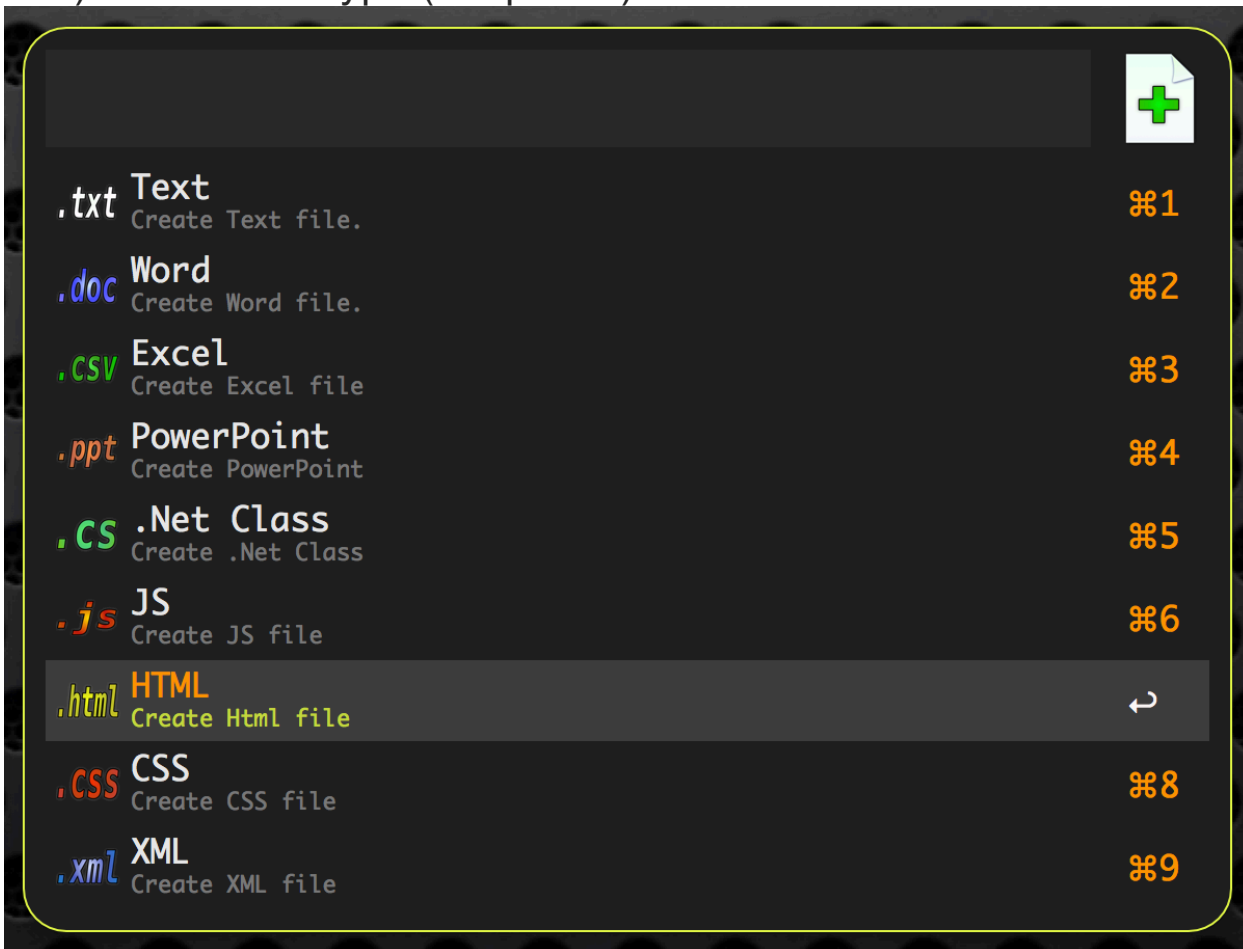 .txt Text ⌘1
Create Text file.
.doc Word ⌘2
Create Word file.
.csv Excel ⌘3
Create Excel file
.ppt PowerPoint ⌘4
Create PowerPoint
.cs .Net Class ⌘5
Create .Net Class
.js JS ⌘6
Create JS file
.html HTML ↩
Create Html file
.css CSS ⌘8
Create CSS file
.xml XML ⌘9
Create XML file